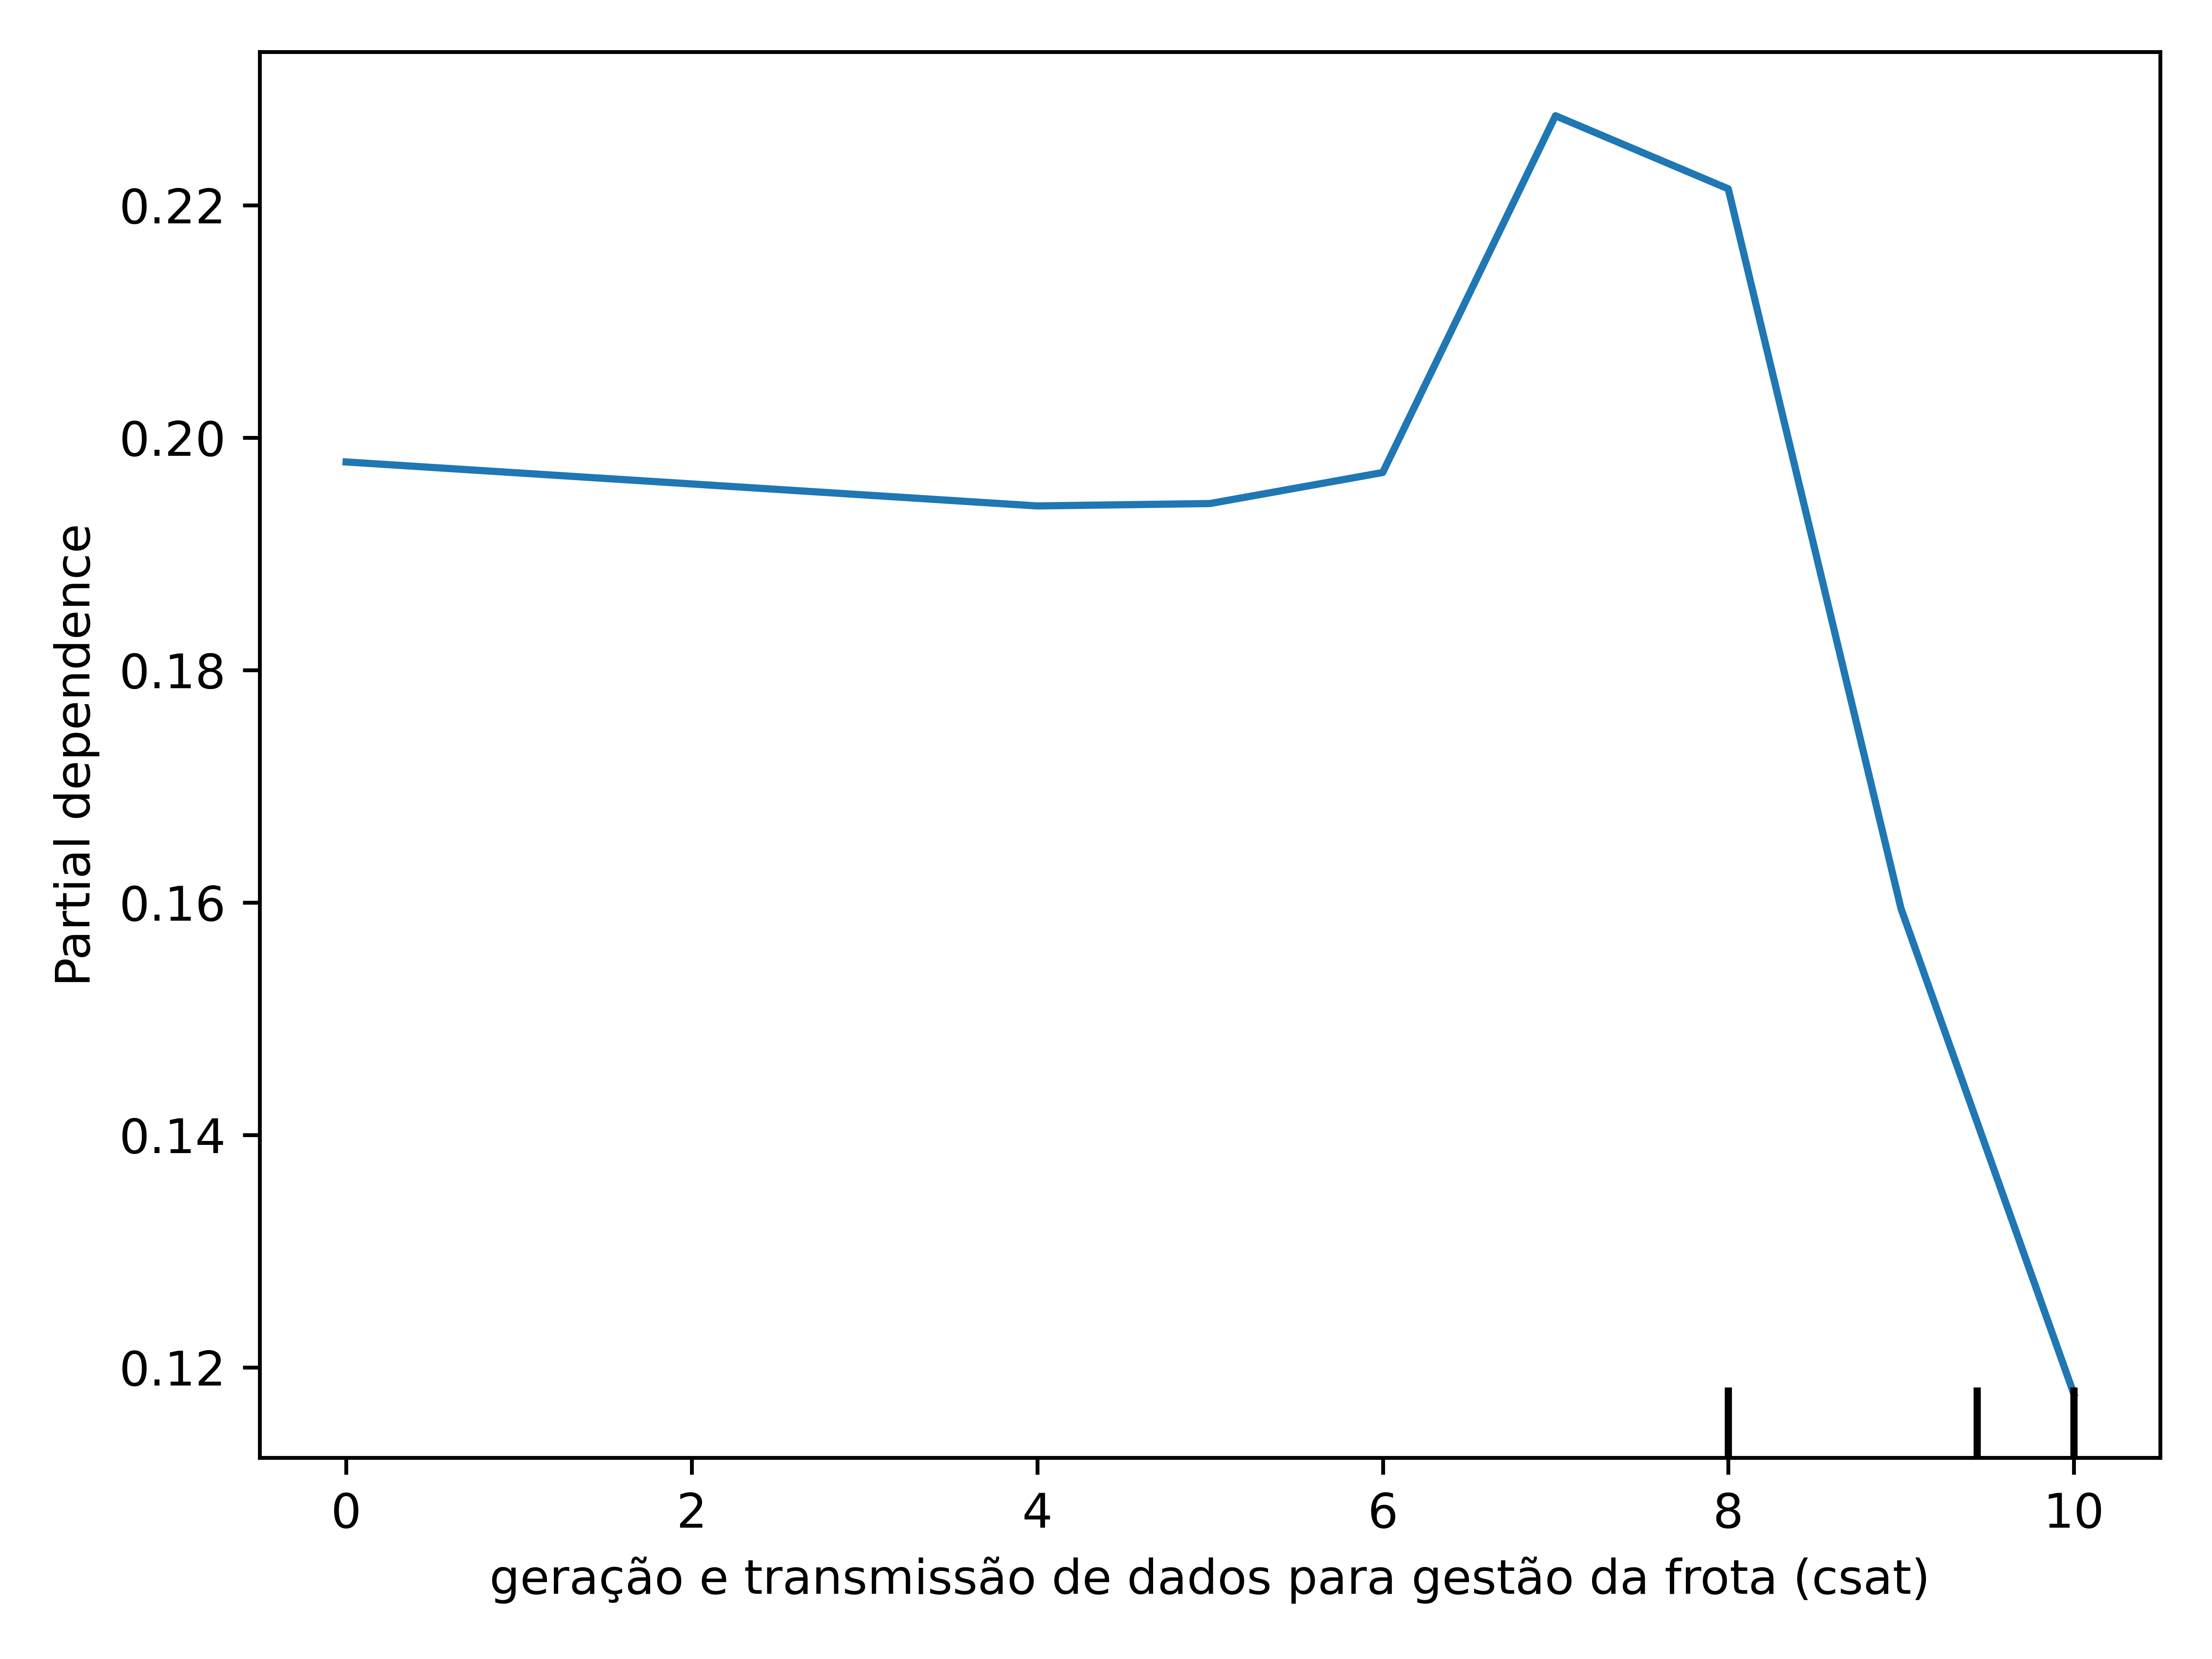 0.22
0.20
0.18
0.16
0.14
0.12
Partial dependence
0 2 4 6 8 10
geração e transmissão de dados para gestão da frota (csat)